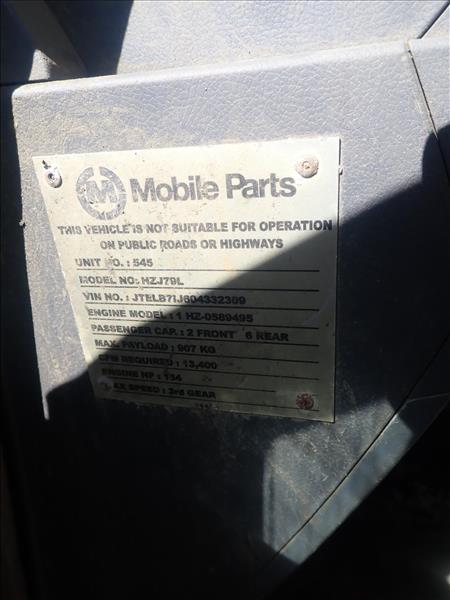 M Mobile Parts
THIS VEHICLE IS NOT SUITABLE FOR OPERATION
ON PUBLIC ROADS OR HIGHWAYS
UNIT NO. : 545
MODEL NO.: HZJ79L
VIN NO. : JTELB71J604332309
ENGINE MODEL : 1 HZ-0589495
PASSENGER CAP. : 2 FRONT 6 REAR
MAX. PAYLOAD : 907 KG
CFM REQUIRED : 13,400
ENGINE HP : 134
AX SPEED : 3rd GEAR